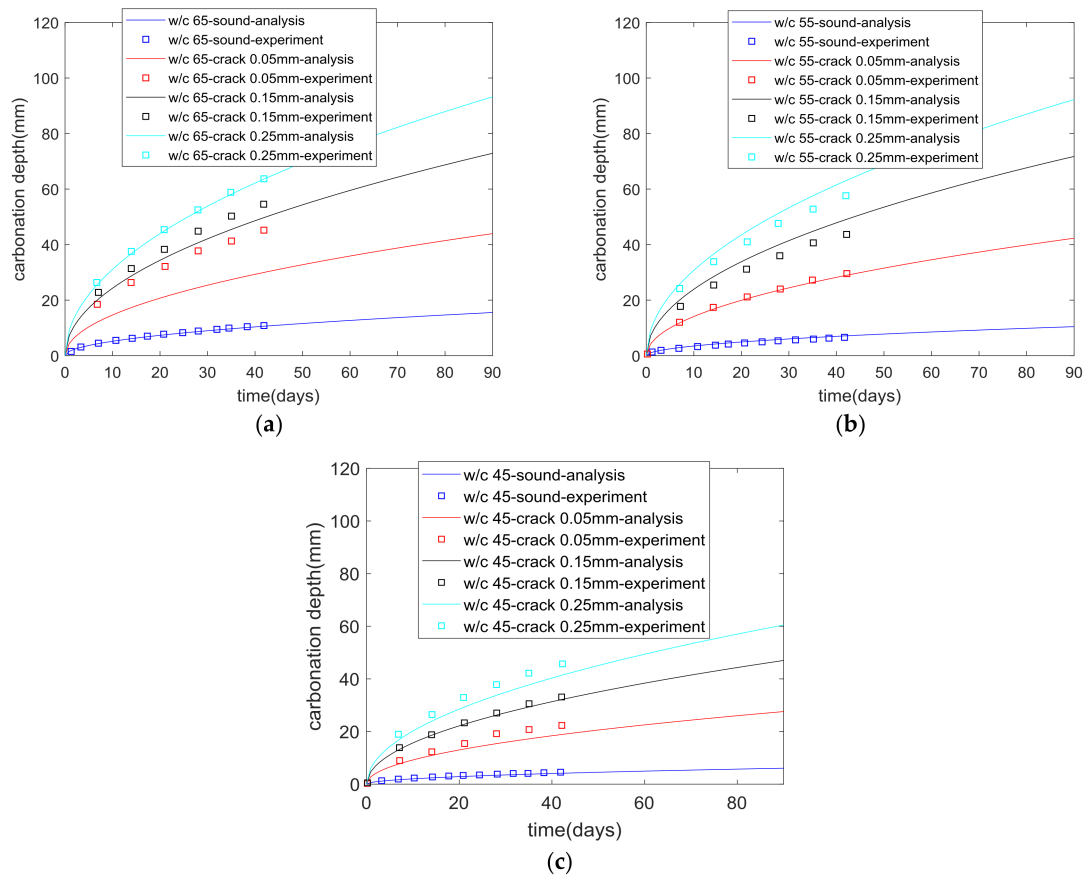 w/c 65-sound-analysis
w/c 65-sound-experiment
w/c 65-crack 0.05mm-analysis
w/c 65-crack 0.05mm-experiment
w/c 65-crack 0.15mm-analysis
w/c 65-crack 0.15mm-experiment
w/c 65-crack 0.25mm-analysis
w/c 65-crack 0.25mm-experiment
carbonation depth(mm)
120
100
80
60
40
20
0
0 10 20 30 40 50 60 70 80 90
time(days)
(a)
w/c 55-sound-analysis
w/c 55-sound-experiment
w/c 55-crack 0.05mm-analysis
w/c 55-crack 0.05mm-experiment
w/c 55-crack 0.15mm-analysis
w/c 55-crack 0.15mm-experiment
w/c 55-crack 0.25mm-analysis
w/c 55-crack 0.25mm-experiment
carbonation depth(mm)
120
100
80
60
40
20
0
0 10 20 30 40 50 60 70 80 90
time(days)
(b)
w/c 45-sound-analysis
w/c 45-sound-experiment
w/c 45-crack 0.05mm-analysis
w/c 45-crack 0.05mm-experiment
w/c 45-crack 0.15mm-analysis
w/c 45-crack 0.15mm-experiment
w/c 45-crack 0.25mm-analysis
w/c 45-crack 0.25mm-experiment
carbonation depth(mm)
120
100
80
60
40
20
0
0 20 40 60 80
time(days)
(c)